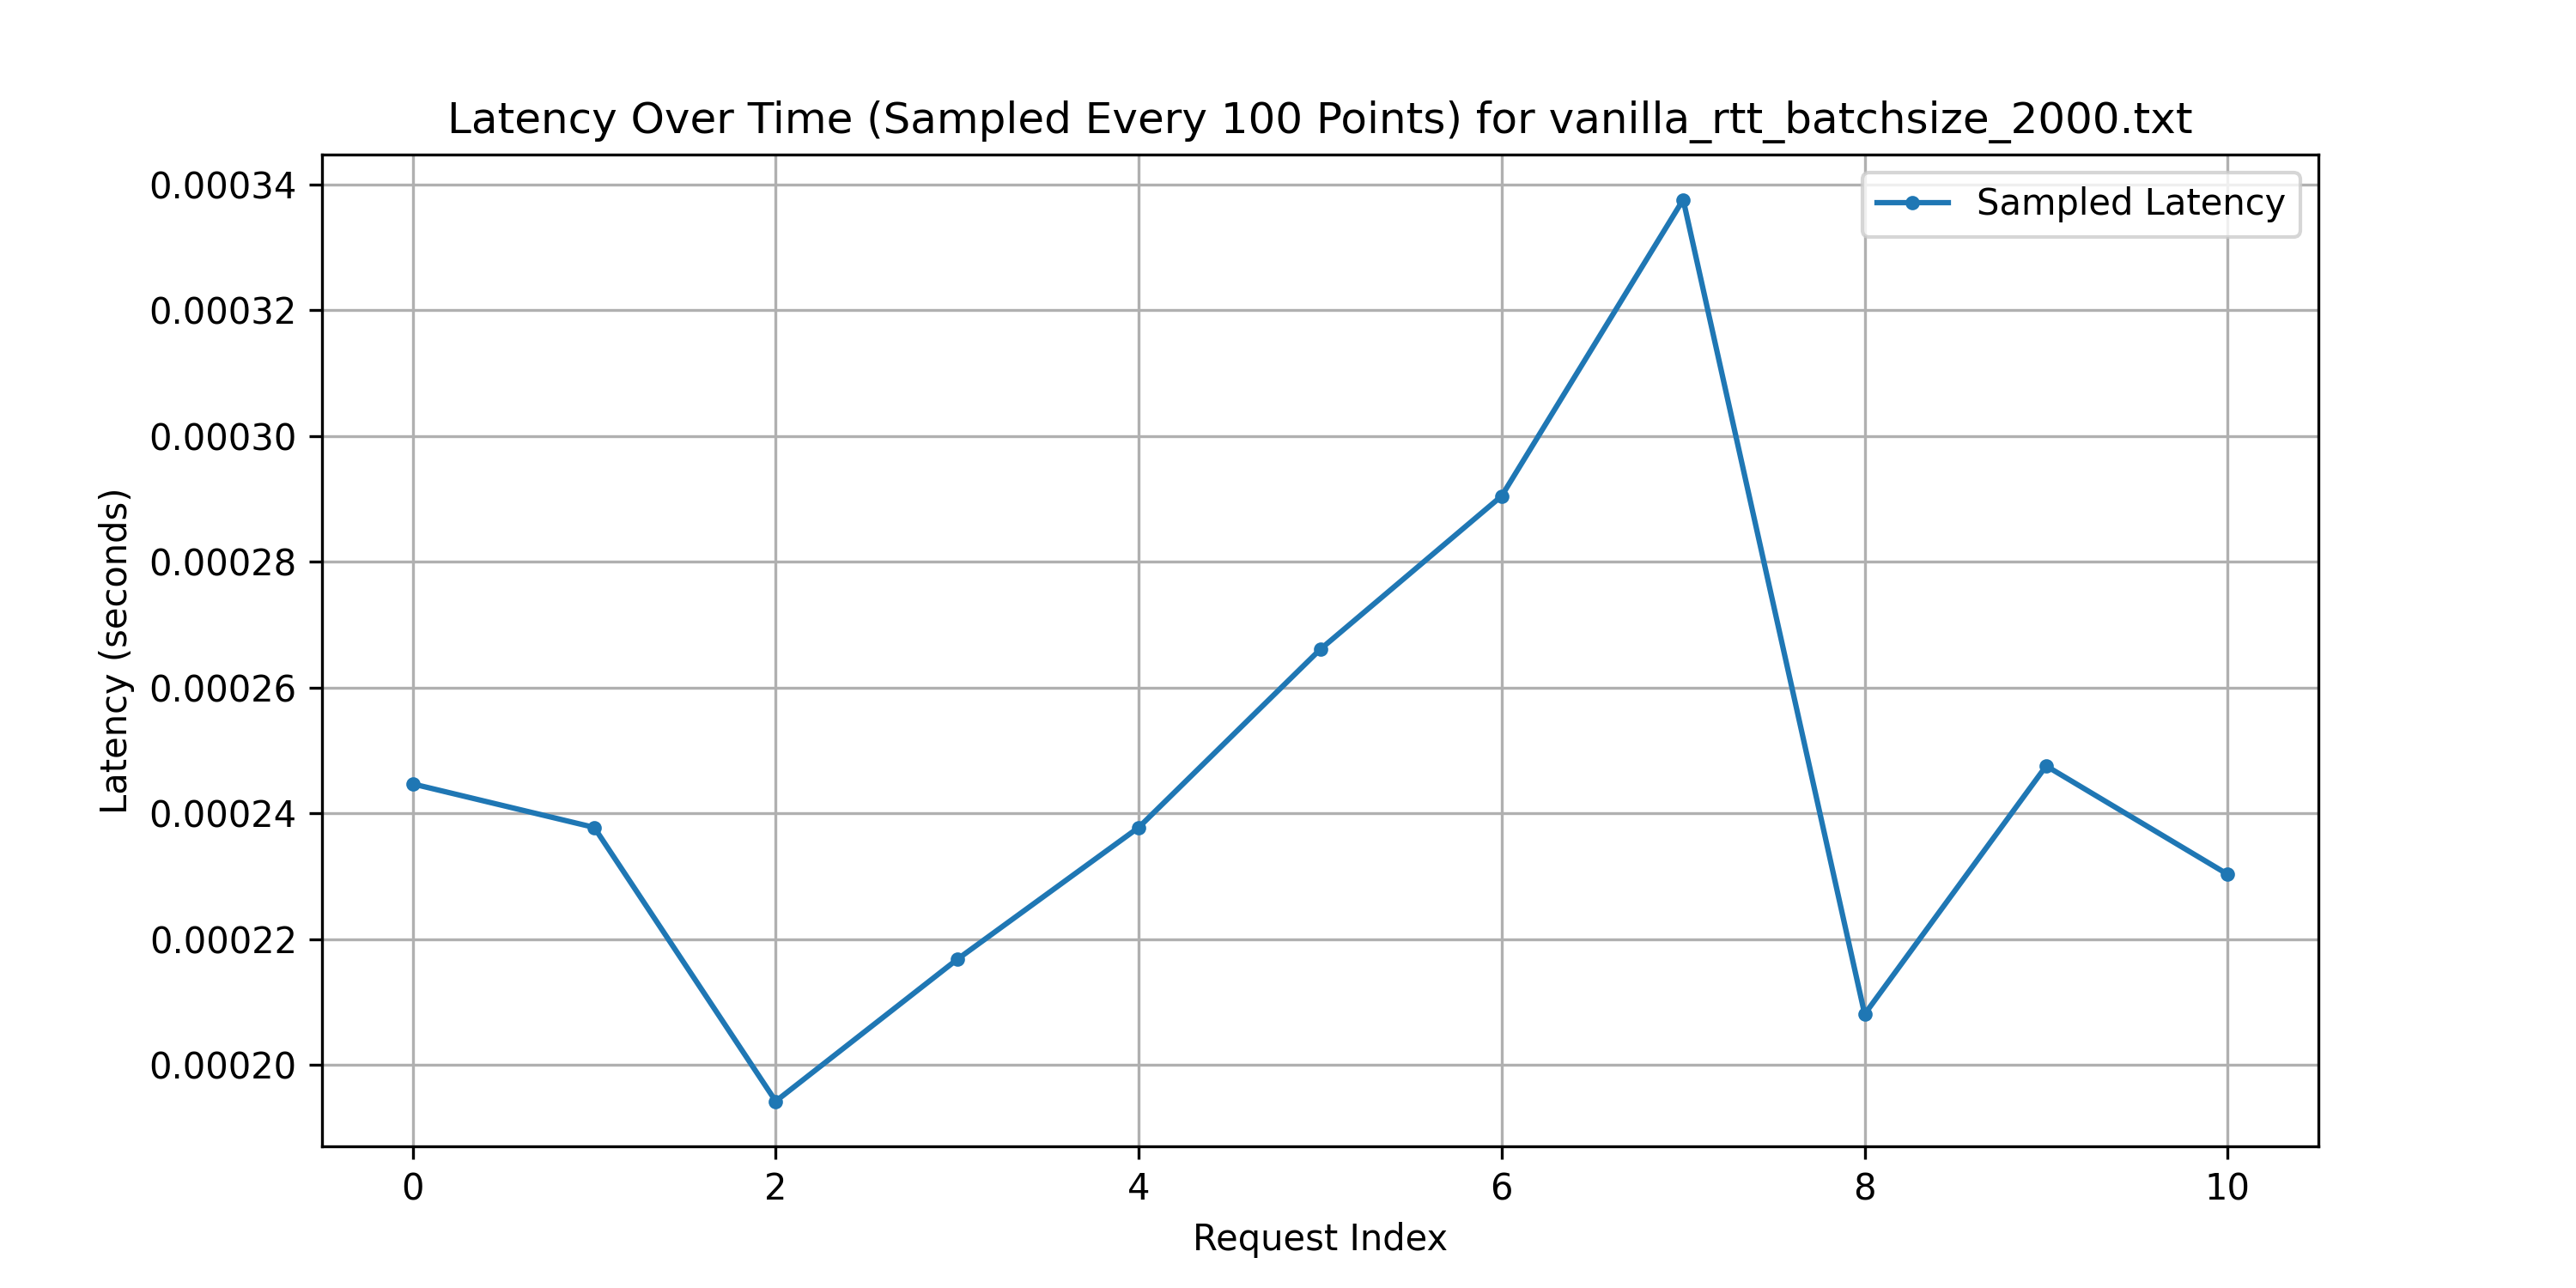 Latency Over Time (Sampled Every 100 Points) for vanilla_rtt_batchsize_2000.txt
Sampled Latency
Latency (seconds)
0.00034
0.00032
0.00030
0.00028
0.00026
0.00024
0.00022
0.00020
0 2 4 6 8 10
Request Index